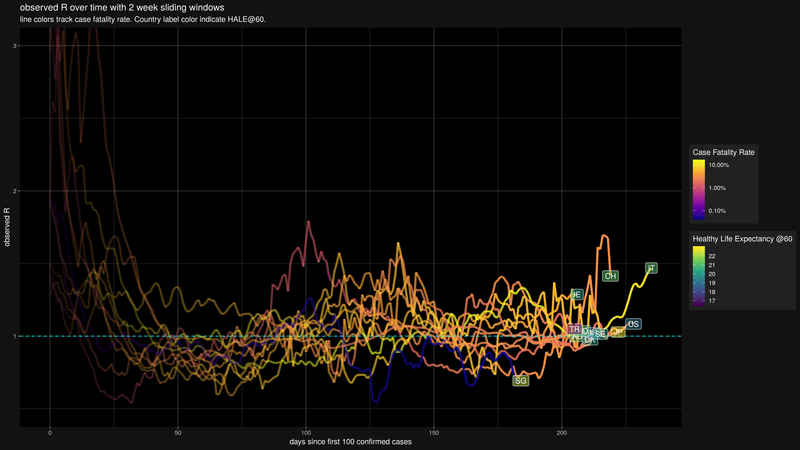 observed R over time with 2 week sliding windows
line colors track case fatality rate. Country label color indicate HALE@60.
3
2
1
observed R
0
50
100
150
200
days since first 100 confirmed cases
CH
IT
IE
US
TR
SE
JP
DK
SG
Case Fatality Rate
10.00%
1.00%
0.10%
Healthy Life Expectancy @60
22
21
20
19
18
17